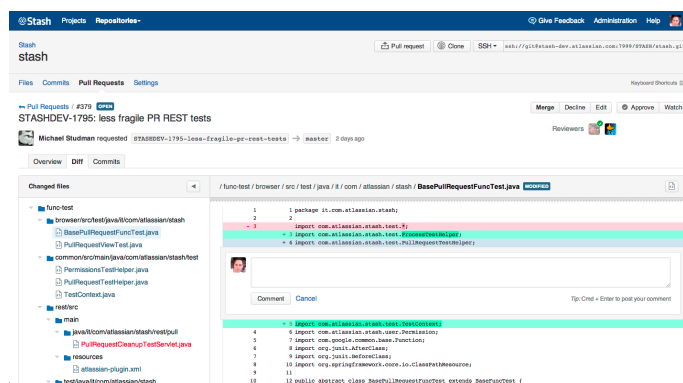 Stash Projects Repositories Give Feedback Administration Help
Stash
stash
Pull request Clone SSH ssh://git@stash-dev.atlassian.com:7999/STASH/stash.gi
Files Commits Pull Requests Settings Keyboard Shortcuts
Pull Requests / #379 OPEN
STASHDEV-1795: less fragile PR REST tests
Merge Decline Edit Approve Watch
Michael Studman requested STASHDEV-1795-less-fragile-pr-rest-tests → master 2 days ago
Reviewers
Overview Diff Commits
Changed files
/ func-test / browser / src / test / java / it / com / atlassian / stash / BasePullRequestFuncTest.java MODIFIED
func-test
browser/src/test/java/it/com/atlassian/stash
BasePullRequestFuncTest.java
PullRequestViewTest.java
common/src/main/java/com/atlassian/stash/test
PermissionsTestHelper.java
PullRequestTestHelper.java
TestContext.java
rest/src
main
java/it/com/atlassian/stash/rest/pull
PullRequestCleanupTestServlet.java
resources
atlassian-plugin.xml
test/java/it/com/atlassian/stash
1 1 package it.com.atlassian.stash;
2 2
- 3 import com.atlassian.stash.test.*;
+ 3 import com.atlassian.stash.test.ProcessTestHelper;
+ 4 import com.atlassian.stash.test.PullRequestTestHelper;
Comment Cancel Tip: Cmd + Enter to post your comment
+ 5 import com.atlassian.stash.test.TestContext;
4 6 import com.atlassian.stash.user.Permission;
5 7 import com.google.common.base.Function;
6 8 import org.junit.AfterClass;
7 9 import org.junit.BeforeClass;
8 10 import org.springframework.core.io.ClassPathResource;
9 11
10 12 public abstract class BasePullRequestFuncTest extends BaseFuncTest {